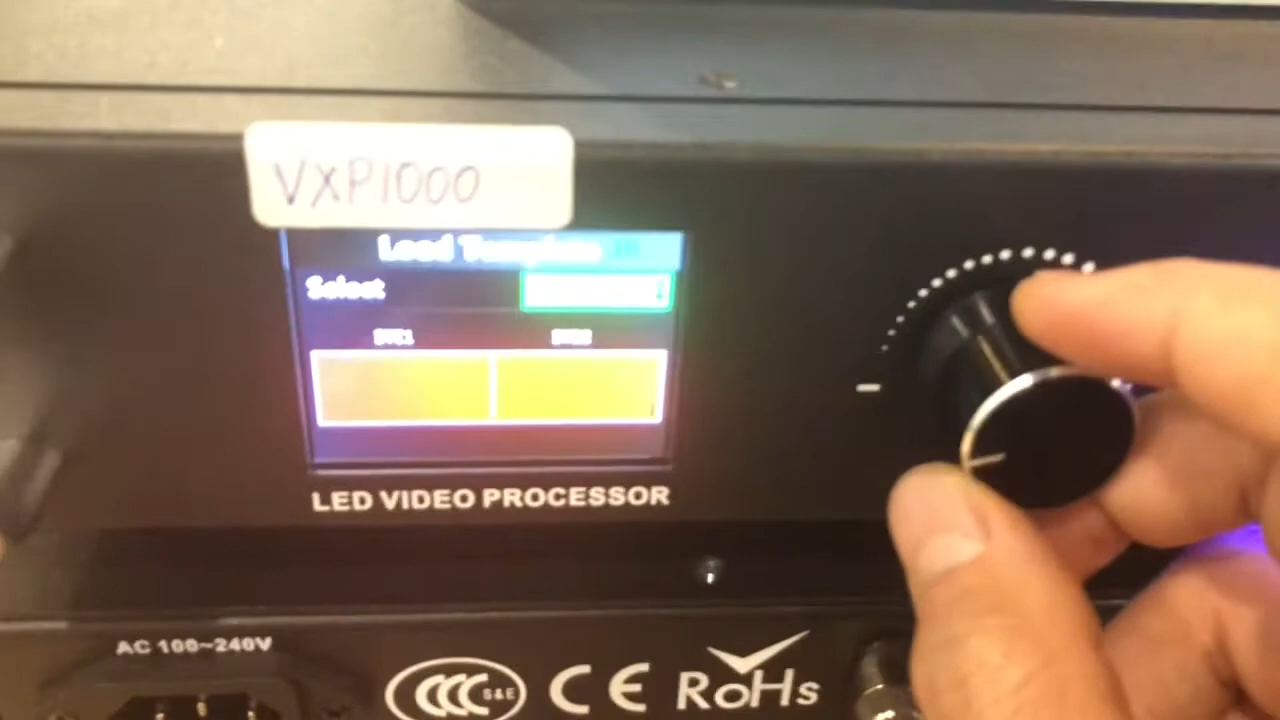 VXP1000
Load Template
Select
LED VIDEO PROCESSOR
AC 100~240V
CCC S&E CE RoHS